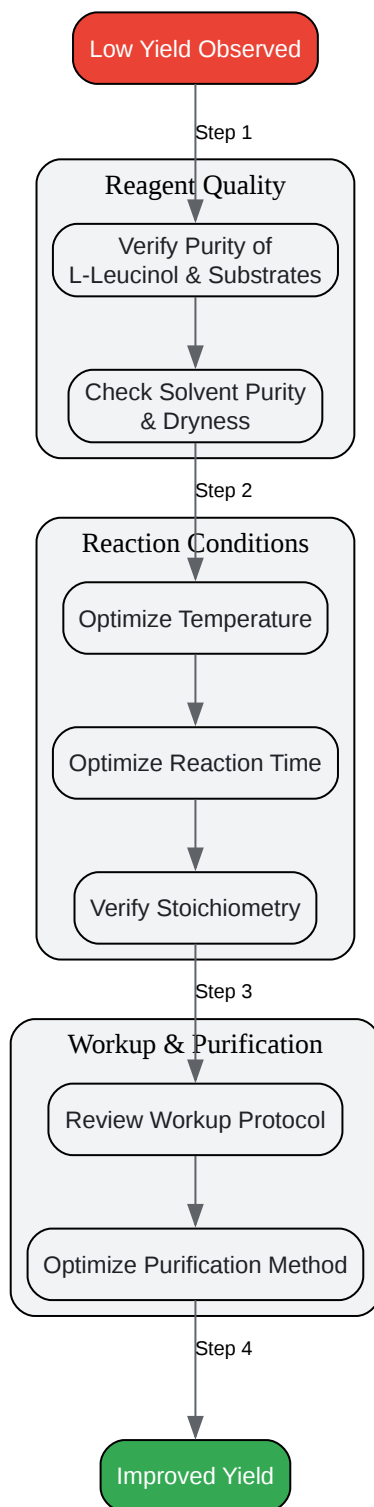 Low Yield Observed
Step 1
Reagent Quality
Verify Purity of
L-Leucinol & Substrates
Check Solvent Purity
& Dryness
Step 2
Reaction Conditions
Optimize Temperature
Optimize Reaction Time
Verify Stoichiometry
Step 3
Workup & Purification
Review Workup Protocol
Optimize Purification Method
Step 4
Improved Yield